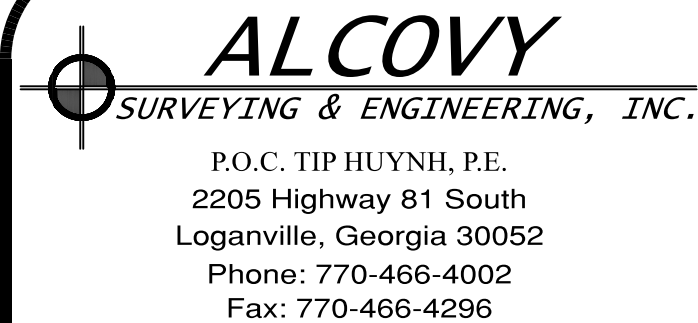 ALCOVY
SURVEYING & ENGINEERING, INC.
P.O.C. TIP HUYNH, P.E.
2205 Highway 81 South
Loganville, Georgia 30052
Phone: 770-466-4002
Fax: 770-466-4296